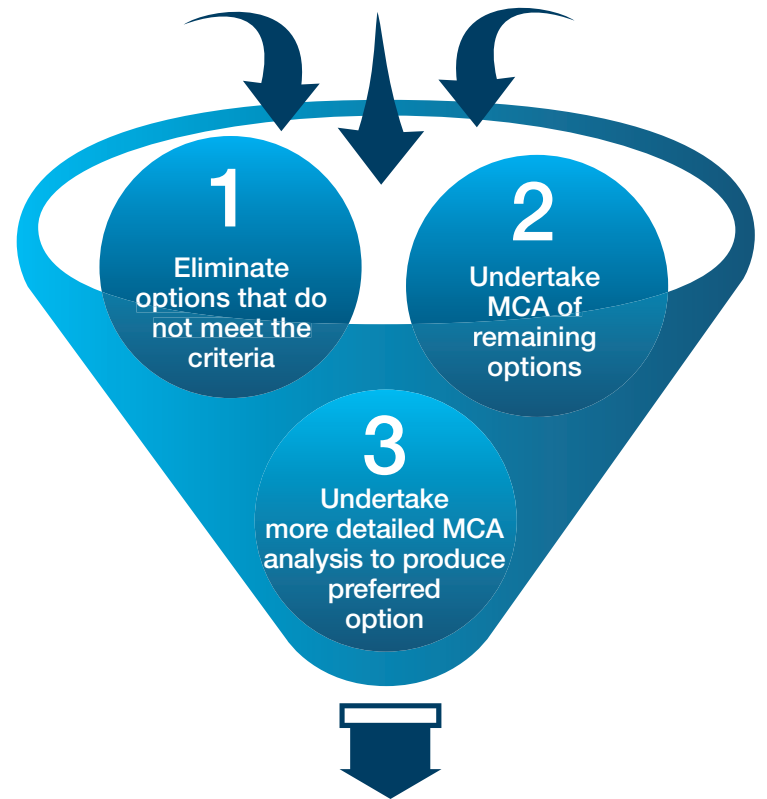 1
Eliminate
options that do
not meet the
criteria
2
Undertake
MCA of
remaining
options
3
Undertake
more detailed MCA
analysis to produce
preferred
option